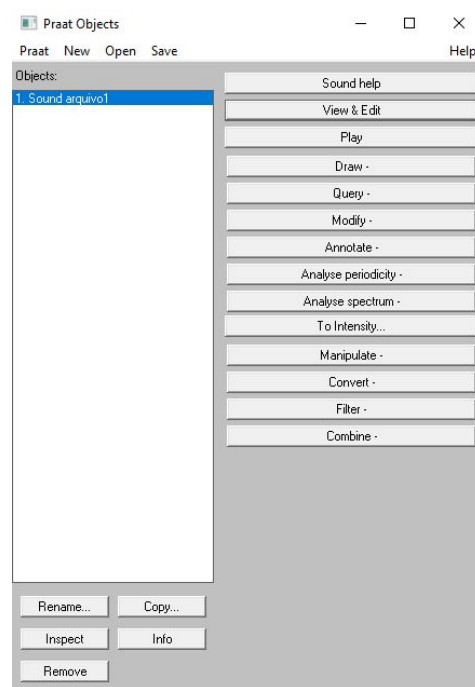 Praat Objects
Praat New Open Save Help
Objects:
1. Sound arquivo1
Sound help
View & Edit
Play
Draw -
Query -
Modify -
Annotate -
Analyse periodicity -
Analyse spectrum -
To Intensity...
Manipulate -
Convert -
Filter -
Combine -
Rename... Copy...
Inspect Info
Remove